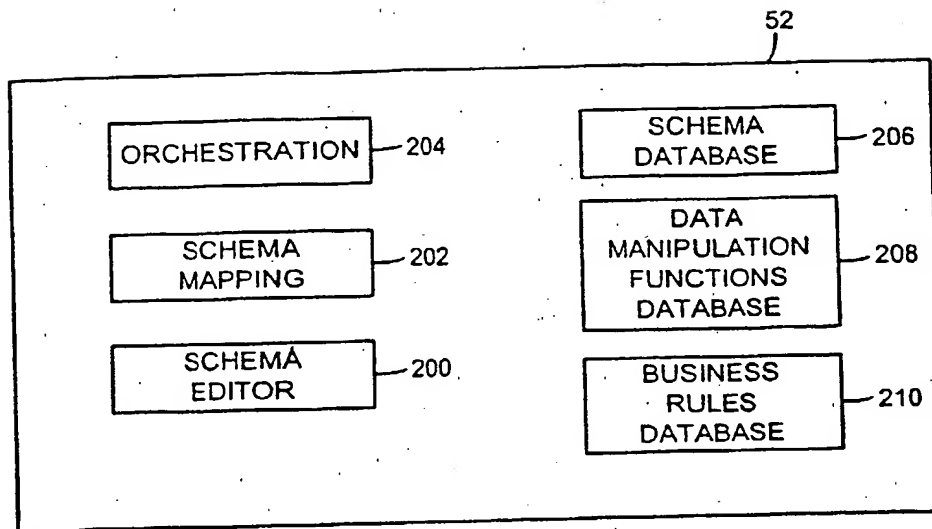 52
ORCHESTRATION
204
SCHEMA
MAPPING
202
SCHEMA
EDITOR
200
SCHEMA
DATABASE
206
DATA
MANIPULATION
FUNCTIONS
DATABASE
208
BUSINESS
RULES
DATABASE
210